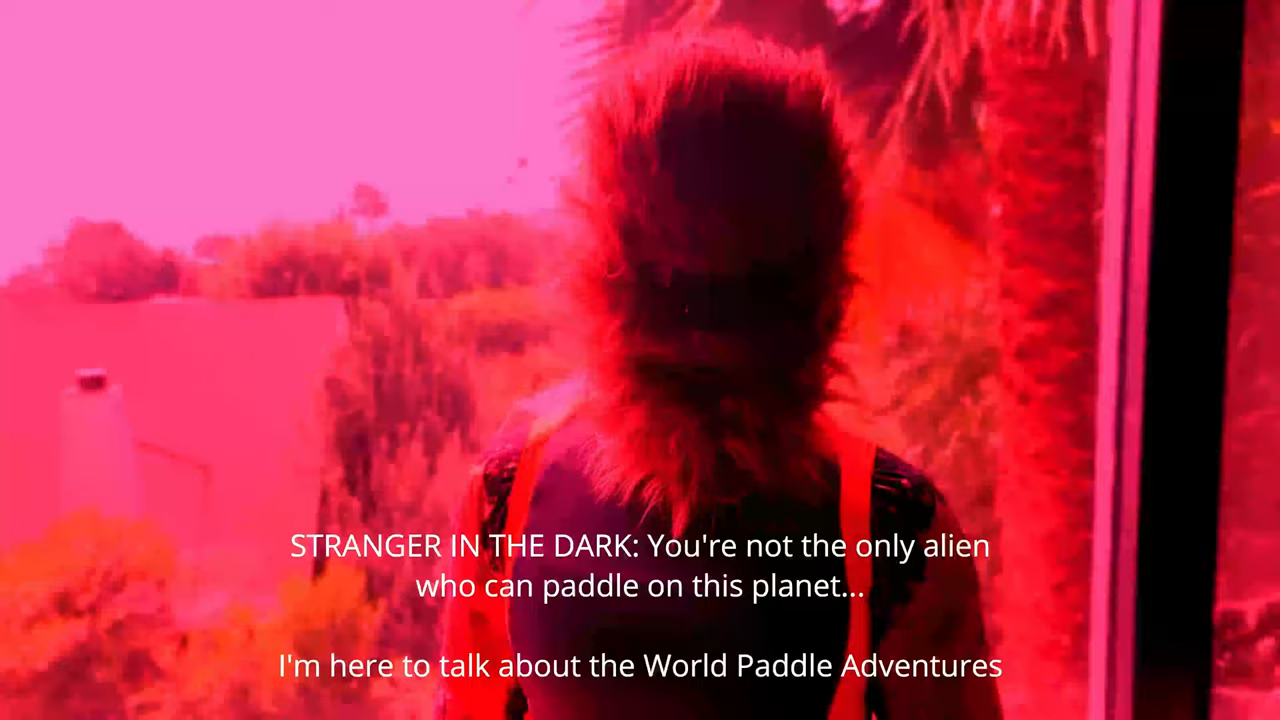 STRANGER IN THE DARK: You're not the only alien
who can paddle on this planet...
I'm here to talk about the World Paddle Adventures